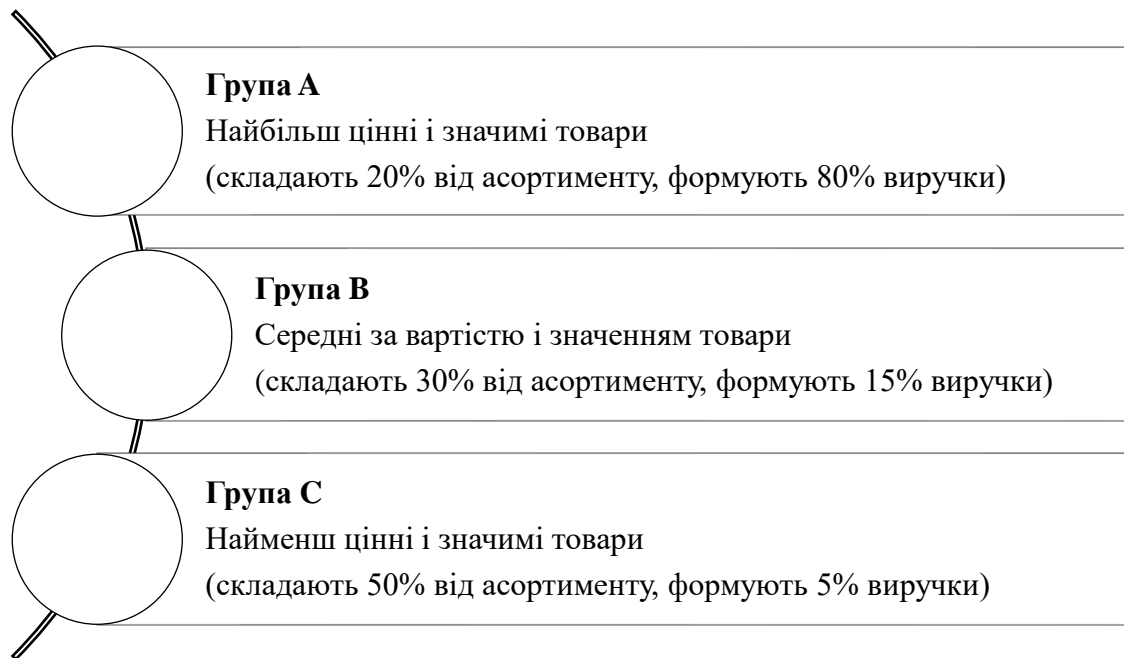 Група А
Найбільш цінні і значимі товари
(складають 20% від асортименту, формують 80% виручки)
Група В
Середні за вартістю і значенням товари
(складають 30% від асортименту, формують 15% виручки)
Група С
Найменш цінні і значимі товари
(складають 50% від асортименту, формують 5% виручки)